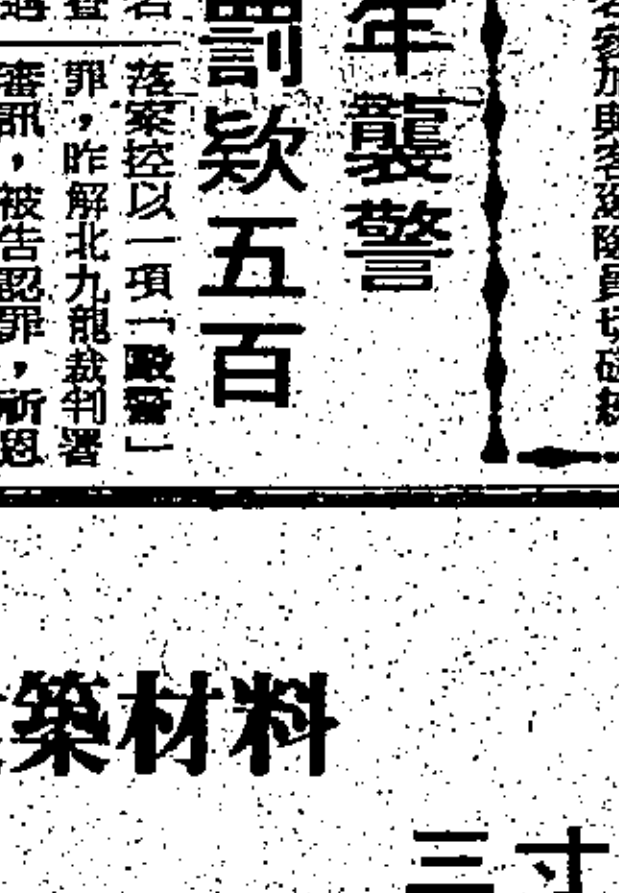 年襲警
罰欵五百
落案控以一項「毆警」
罪，昨解北九龍裁判署
審訊，被告認罪，祈恩
築材料
三寸